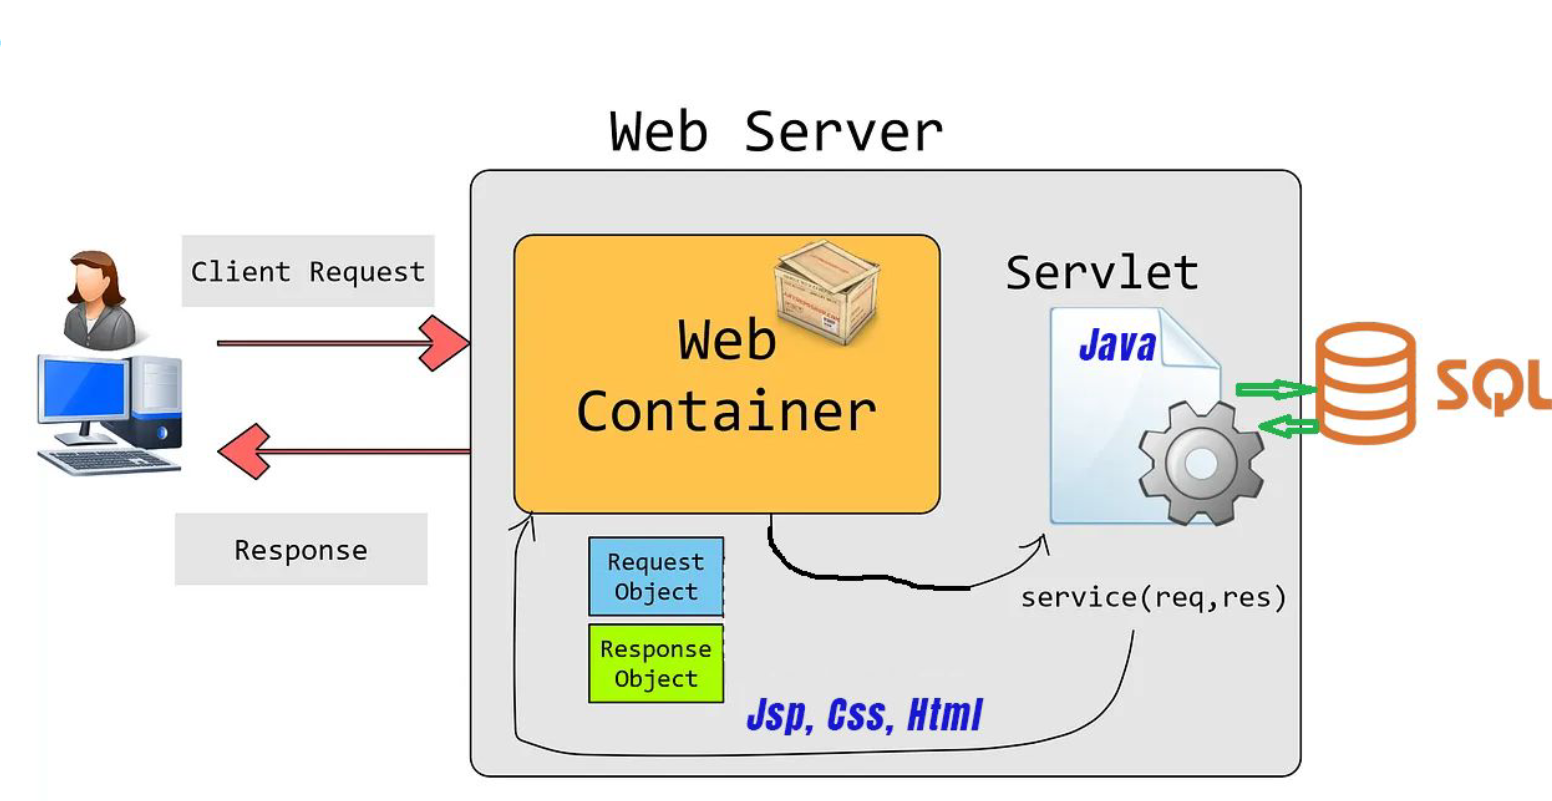 Web Server
Client Request
Response
Web
Container
Servlet
Java
SQL
Request
Object
Response
Object
service(req,res)
Jsp, Css, Html